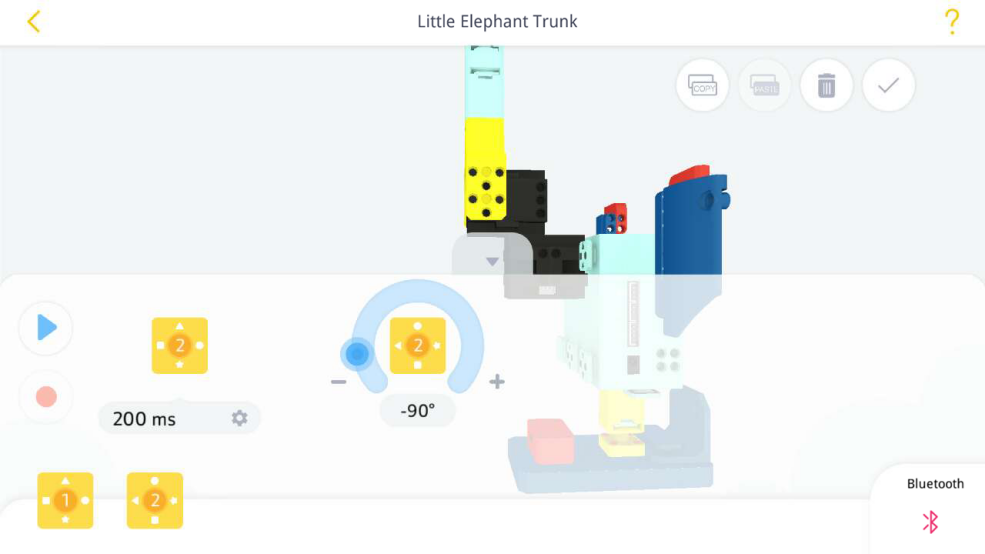 Little Elephant Trunk
?
COPY
PASTE
2
2
-90°
200 ms
1
2
Bluetooth